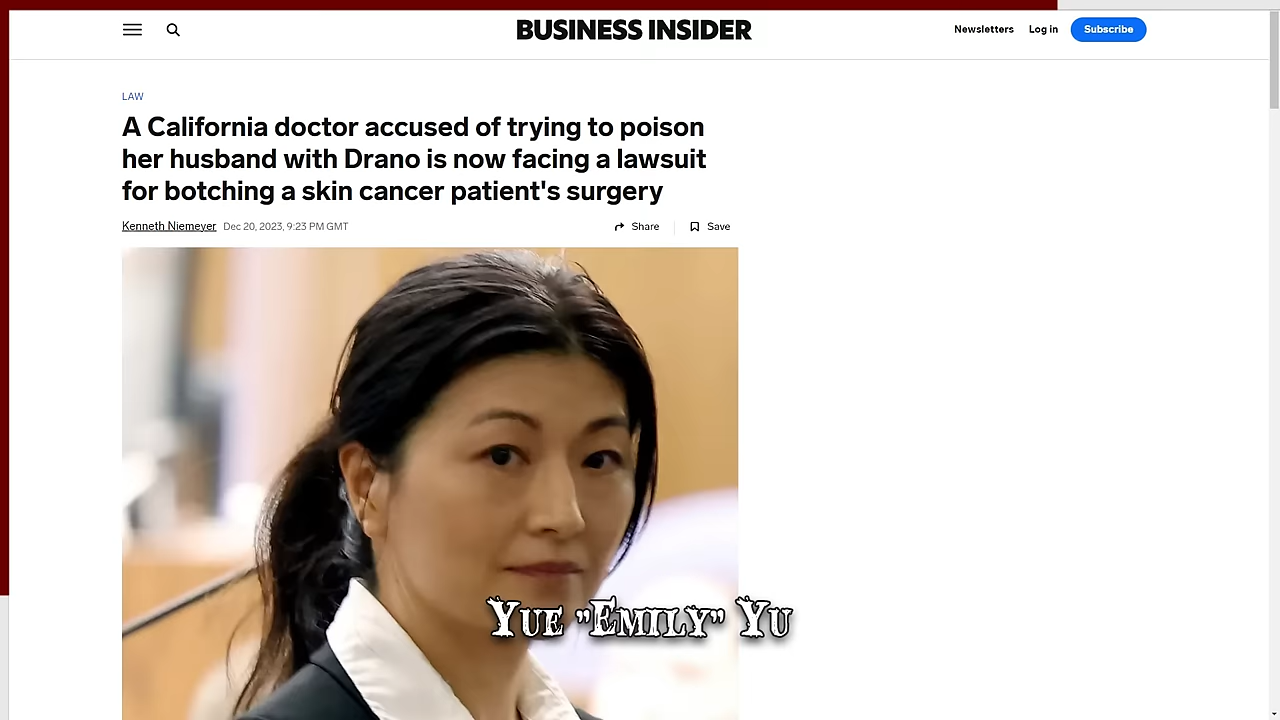 BUSINESS INSIDER
Newsletters
Log in
Subscribe
LAW
A California doctor accused of trying to poison
her husband with Drano is now facing a lawsuit
for botching a skin cancer patient's surgery
Kenneth Niemeyer Dec 20, 2023, 9:23 PM GMT
Share
Save
YUE "EMILY" YU